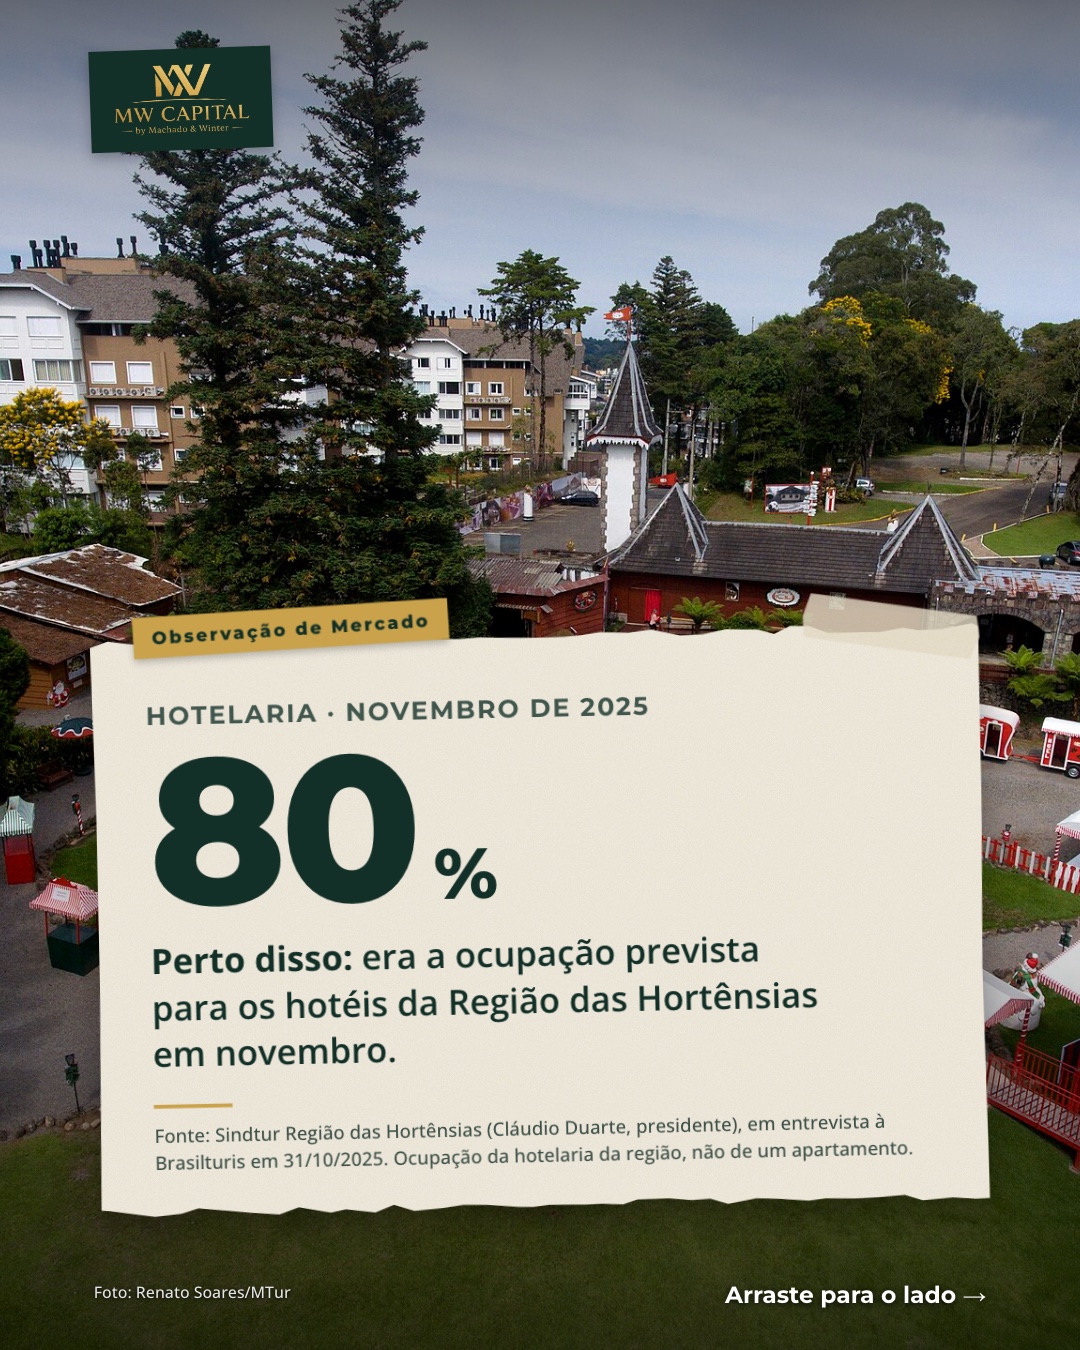 MW CAPITAL
by Machado & Winter
Observação de Mercado
HOTELARIA · NOVEMBRO DE 2025
80 %
Perto disso: era a ocupação prevista
para os hotéis da Região das Hortênsias
em novembro.
Fonte: Sindtur Região das Hortênsias (Cláudio Duarte, presidente), em entrevista à
Brasilturis em 31/10/2025. Ocupação da hotelaria da região, não de um apartamento.
Foto: Renato Soares/MTur
Arraste para o lado →